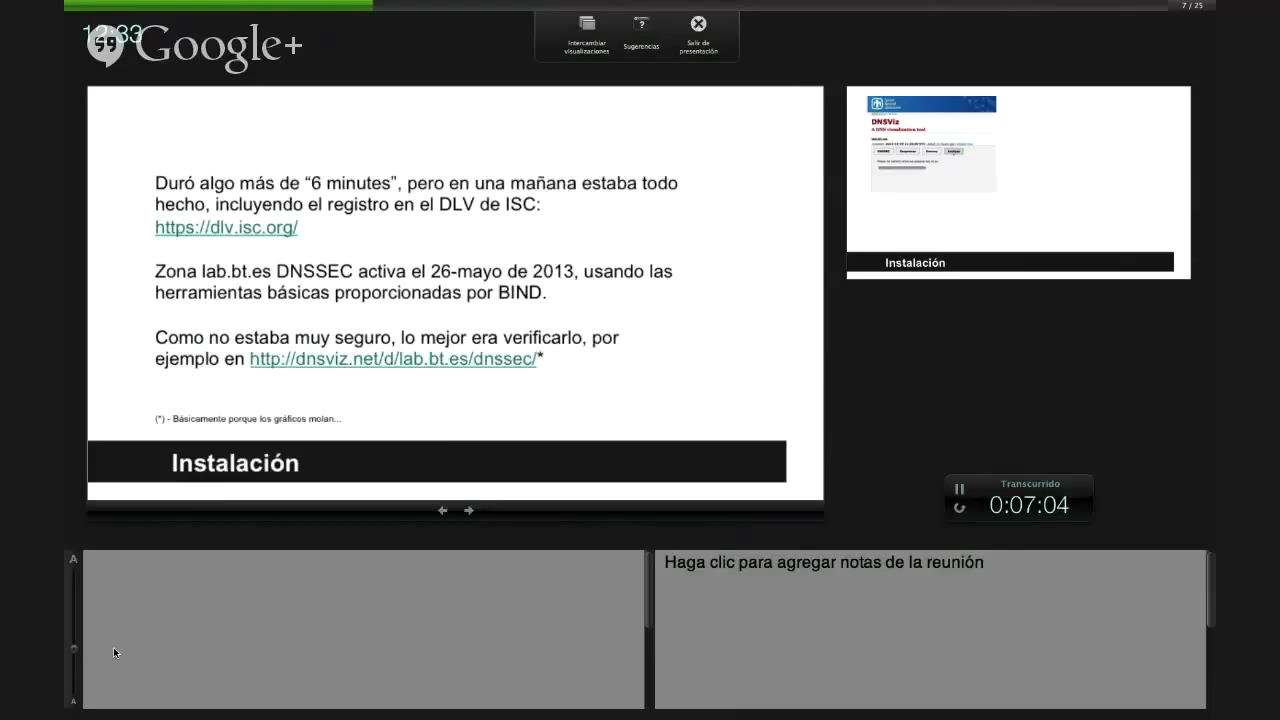 7 / 25
12:33
Google+
Intercambiar
visualizaciones
Sugerencias
Salir de
presentación
Duró algo más de “6 minutes”, pero en una mañana estaba todo
hecho, incluyendo el registro en el DLV de ISC:
https://dlv.isc.org/
Zona lab.bt.es DNSSEC activa el 26-mayo de 2013, usando las
herramientas básicas proporcionadas por BIND.
Como no estaba muy seguro, lo mejor era verificarlo, por
ejemplo en http://dnsviz.net/d/lab.bt.es/dnssec/*
(*) - Básicamente porque los gráficos molan...
Instalación
DNSViz
A DNS visualization tool
Instalación
Transcurrido
0:07:04
A
A
Haga clic para agregar notas de la reunión